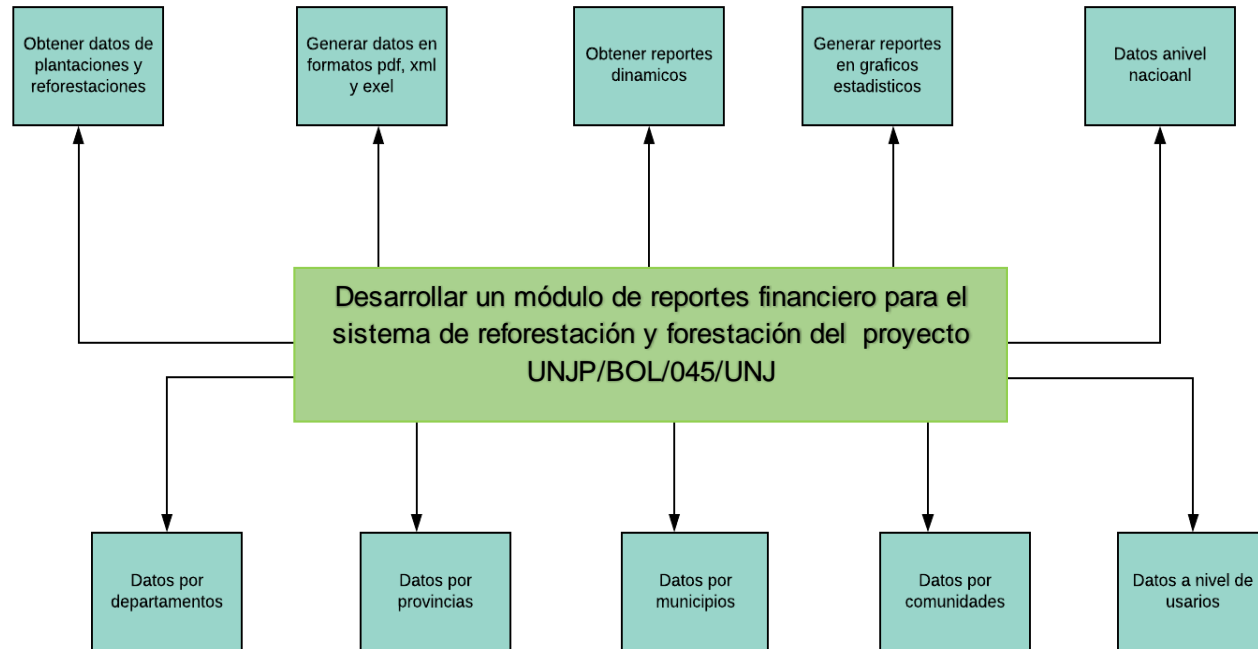 Obtener datos de
plantaciones y
reforestaciones
Generar datos en
formatos pdf, xml
y exel
Obtener reportes
dinamicos
Generar reportes
en graficos
estadisticos
Datos anivel
nacioanl
Desarrollar un módulo de reportes financiero para el
sistema de reforestación y forestación del  proyecto
UNJP/BOL/045/UNJ
Datos por
departamentos
Datos por
provincias
Datos por
municipios
Datos por
comunidades
Datos a nivel de
usarios